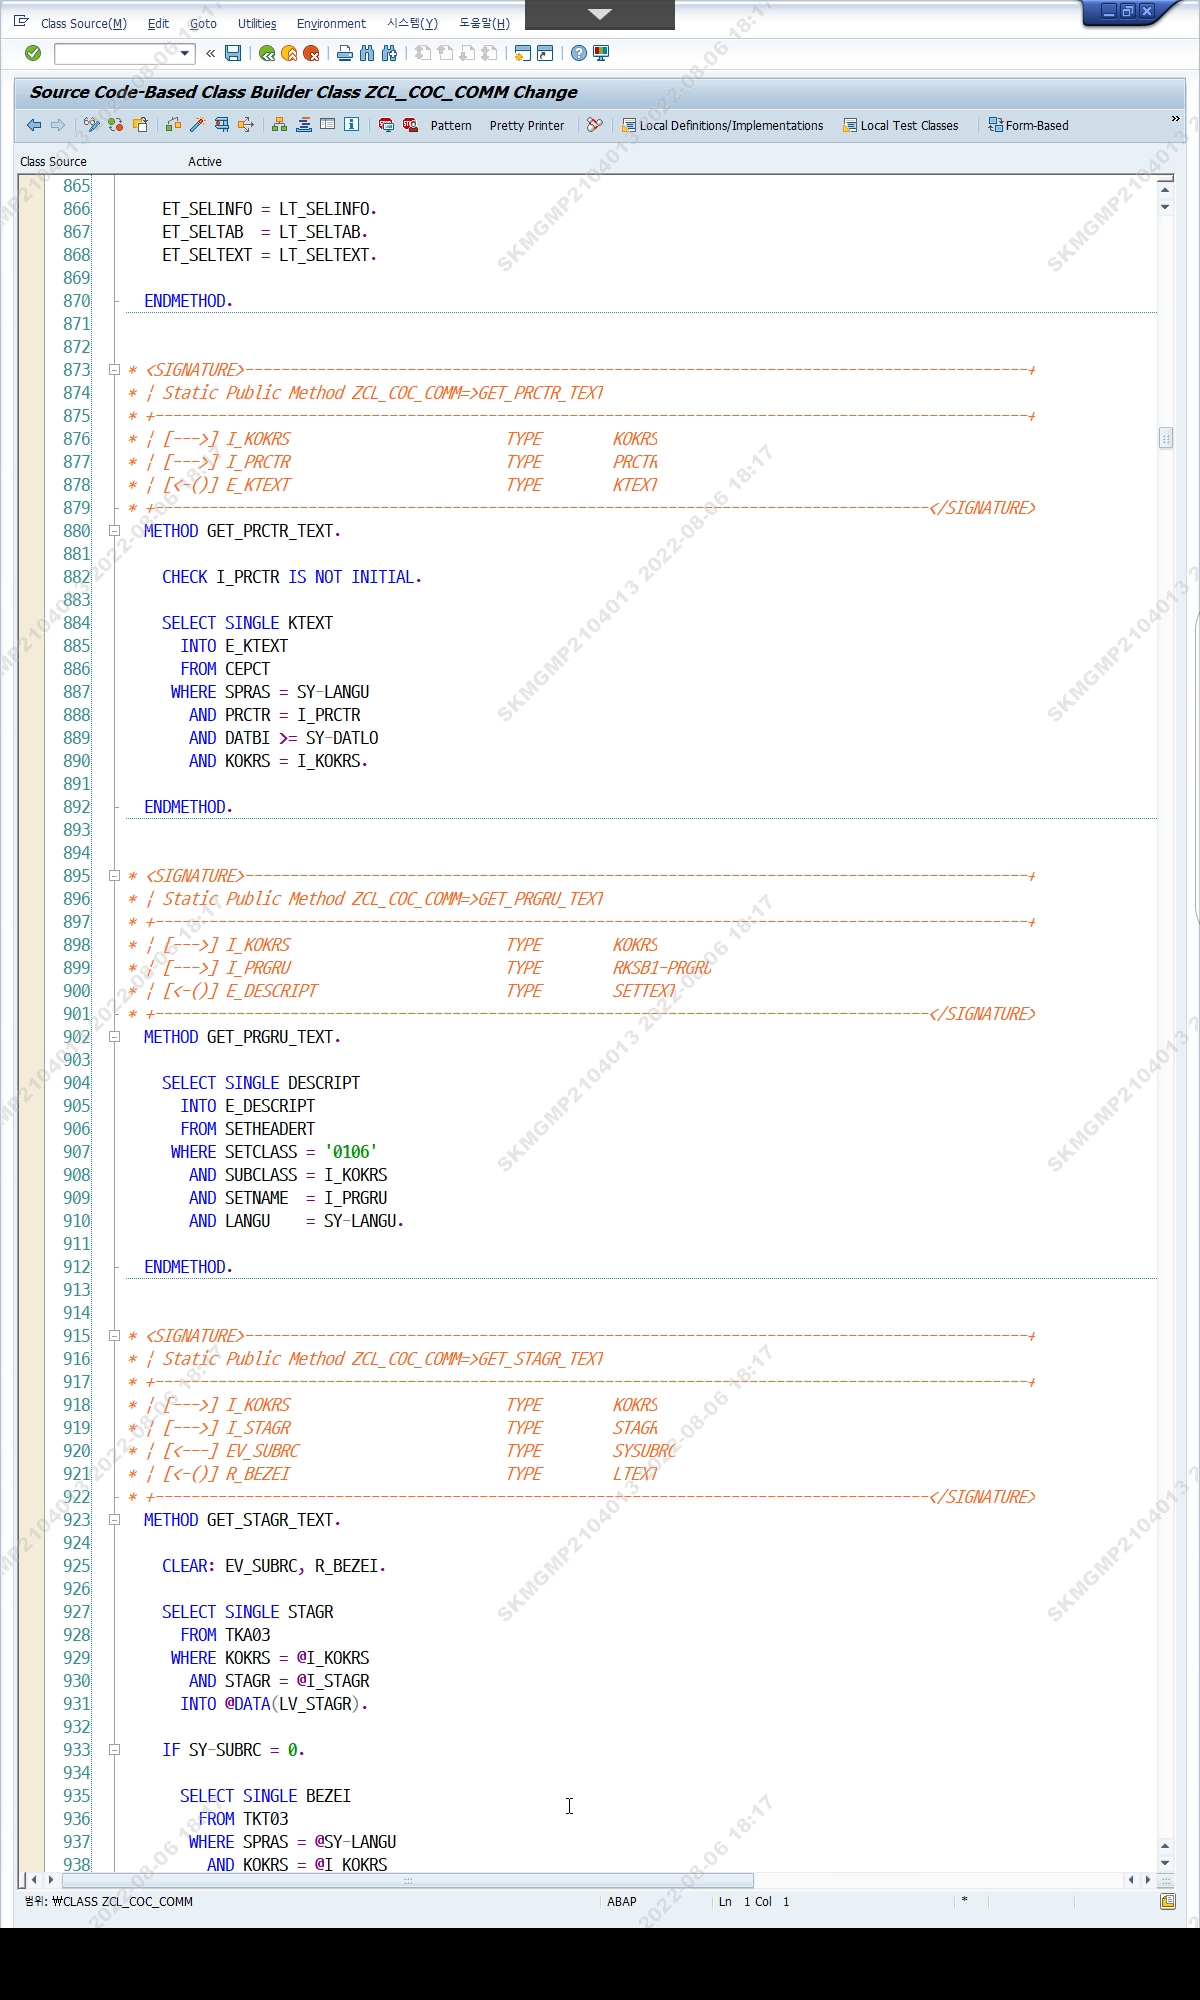 Class Source(M) Edit Goto Utilities Environment 시스템(Y) 도움말(H)
Source Code-Based Class Builder Class ZCL_COC_COMM Change
Pattern Pretty Printer Local Definitions/Implementations Local Test Classes Form-Based
Class Source Active
865
866 ET_SELINFO = LT_SELINFO.
867 ET_SELTAB  = LT_SELTAB.
868 ET_SELTEXT = LT_SELTEXT.
869
870 ENDMETHOD.
871
872
873 * <SIGNATURE>---------------------------------------------------------------------------------------+
874 * ¦ Static Public Method ZCL_COC_COMM=>GET_PRCTR_TEXT
875 * +-------------------------------------------------------------------------------------------------+
876 * ¦ [--->] I_KOKRS                        TYPE        KOKRS
877 * ¦ [--->] I_PRCTR                        TYPE        PRCTR
878 * ¦ [<-()] E_KTEXT                        TYPE        KTEXT
879 * +--------------------------------------------------------------------------------------</SIGNATURE>
880 METHOD GET_PRCTR_TEXT.
881
882 CHECK I_PRCTR IS NOT INITIAL.
883
884 SELECT SINGLE KTEXT
885 INTO E_KTEXT
886 FROM CEPCT
887 WHERE SPRAS = SY-LANGU
888 AND PRCTR = I_PRCTR
889 AND DATBI >= SY-DATLO
890 AND KOKRS = I_KOKRS.
891
892 ENDMETHOD.
893
894
895 * <SIGNATURE>---------------------------------------------------------------------------------------+
896 * ¦ Static Public Method ZCL_COC_COMM=>GET_PRGRU_TEXT
897 * +-------------------------------------------------------------------------------------------------+
898 * ¦ [--->] I_KOKRS                        TYPE        KOKRS
899 * ¦ [--->] I_PRGRU                        TYPE        RKSB1-PRGRU
900 * ¦ [<-()] E_DESCRIPT                     TYPE        SETTEXT
901 * +--------------------------------------------------------------------------------------</SIGNATURE>
902 METHOD GET_PRGRU_TEXT.
903
904 SELECT SINGLE DESCRIPT
905 INTO E_DESCRIPT
906 FROM SETHEADERT
907 WHERE SETCLASS = '0106'
908 AND SUBCLASS = I_KOKRS
909 AND SETNAME  = I_PRGRU
910 AND LANGU    = SY-LANGU.
911
912 ENDMETHOD.
913
914
915 * <SIGNATURE>---------------------------------------------------------------------------------------+
916 * ¦ Static Public Method ZCL_COC_COMM=>GET_STAGR_TEXT
917 * +-------------------------------------------------------------------------------------------------+
918 * ¦ [--->] I_KOKRS                        TYPE        KOKRS
919 * ¦ [--->] I_STAGR                        TYPE        STAGR
920 * ¦ [<---] EV_SUBRC                       TYPE        SYSUBRC
921 * ¦ [<-()] R_BEZEI                        TYPE        LTEXT
922 * +--------------------------------------------------------------------------------------</SIGNATURE>
923 METHOD GET_STAGR_TEXT.
924
925 CLEAR: EV_SUBRC, R_BEZEI.
926
927 SELECT SINGLE STAGR
928 FROM TKA03
929 WHERE KOKRS = @I_KOKRS
930 AND STAGR = @I_STAGR
931 INTO @DATA(LV_STAGR).
932
933 IF SY-SUBRC = 0.
934
935 SELECT SINGLE BEZEI
936 FROM TKT03
937 WHERE SPRAS = @SY-LANGU
938 AND KOKRS = @I_KOKRS
범위: ₩CLASS ZCL_COC_COMM ABAP Ln 1 Col 1 *
SKMGMP2104013 2022-08-06 18:17